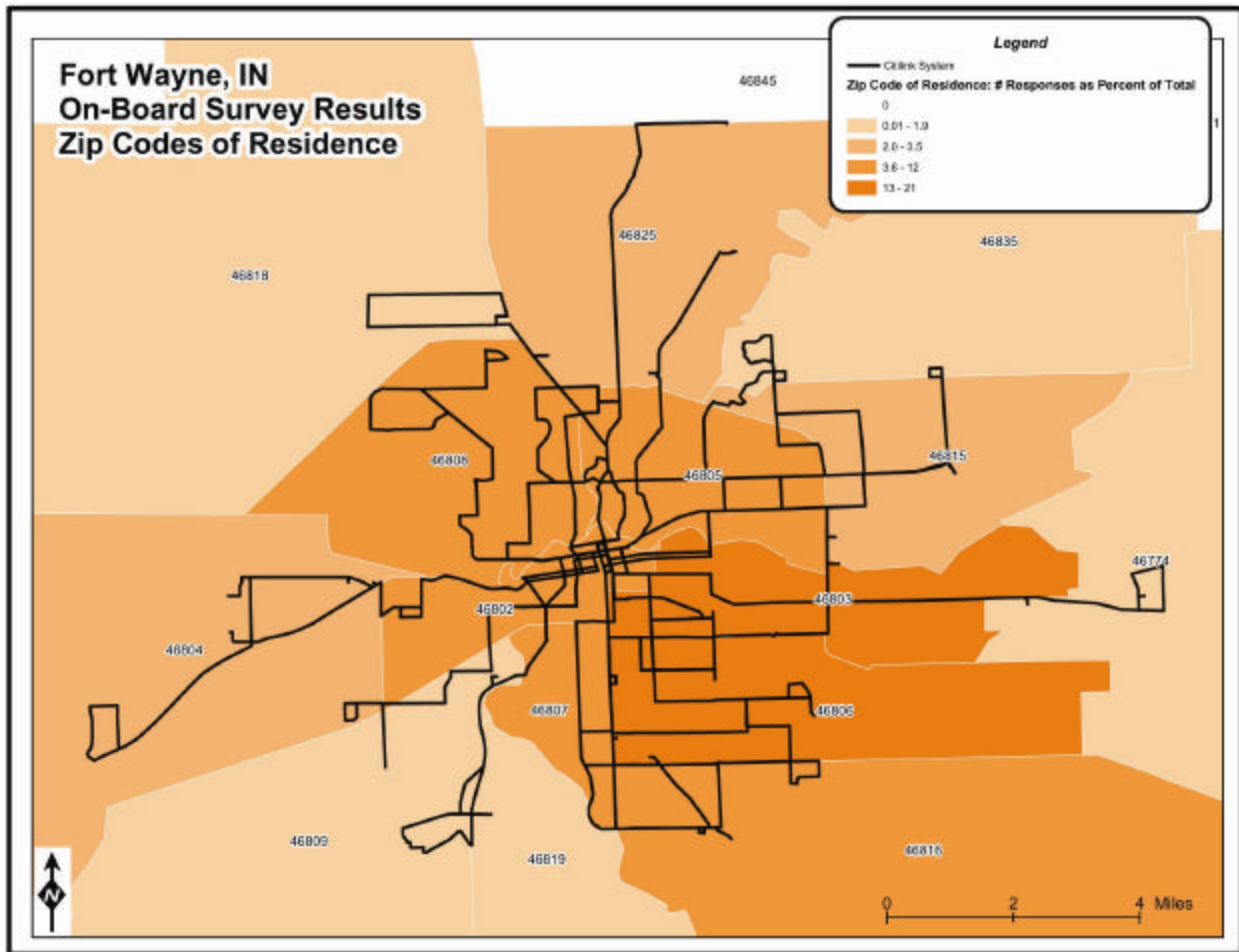 Fort Wayne, IN
On-Board Survey Results
Zip Codes of Residence
Legend
Citilink System
Zip Code of Residence: # Responses as Percent of Total
0
0.01 - 1.9
2.0 - 3.5
3.6 - 12
13 - 21
46845
1
46825
46835
46818
46808
46805
46815
46774
46802
46803
46804
46807
46806
46809
46819
46816
N
0 2 4 Miles